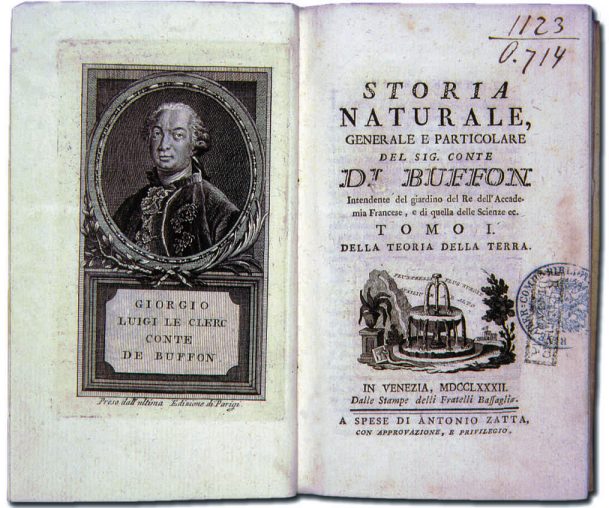 GIORGIO
LUIGI LE CLERC
CONTE
DE BUFFON
Preso dall'ultima Edizione di Parigi
1123
0.714
STORIA
NATURALE,
GENERALE E PARTICOLARE
DEL SIG. CONTE
DI BUFFON
Intendente del giardino del Re dell'Accade-
mia Francese, e di quella delle Scienze ec.
TOMO I.
DELLA TEORIA DELLA TERRA.
IN VENEZIA, MDCCLXXXII.
Dalle Stampe delli Fratelli Bassaglia.
A SPESE DI ANTONIO ZATTA,
CON APPROVAZIONE, E PRIVILEGIO.